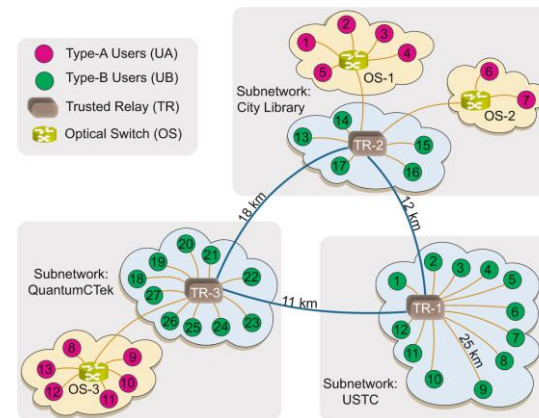 Type-A Users (UA)
Type-B Users (UB)
Trusted Relay (TR)
Optical Switch (OS)
1
2
3
4
5
OS-1
Subnetwork:
City Library
6
7
OS-2
13
14
15
16
17
TR-2
18 km
12 km
11 km
Subnetwork:
QuantumCTek
18
19
20
21
22
23
24
25
26
27
TR-3
8
9
10
11
12
13
OS-3
1
2
3
4
5
6
7
8
9
10
11
12
TR-1
25 km
Subnetwork:
USTC